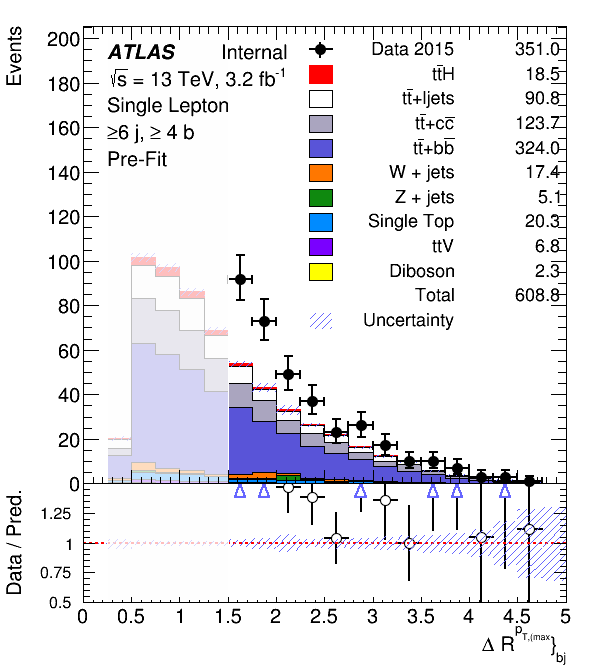 Events
200
180
160
140
120
100
80
60
40
20
0
ATLAS Internal
√s = 13 TeV, 3.2 fb⁻¹
Single Lepton
≥6 j, ≥ 4 b
Pre-Fit
Data 2015 351.0
tt̄H 18.5
tt̄+ljets 90.8
tt̄+cc̄ 123.7
tt̄+bb̄ 324.0
W + jets 17.4
Z + jets 5.1
Single Top 20.3
ttV 6.8
Diboson 2.3
Total 608.8
Uncertainty
Data / Pred.
1.25
1
0.75
0.5
0 0.5 1 1.5 2 2.5 3 3.5 4 4.5 5
Δ R^{p_{T,(max}}}_{bj}